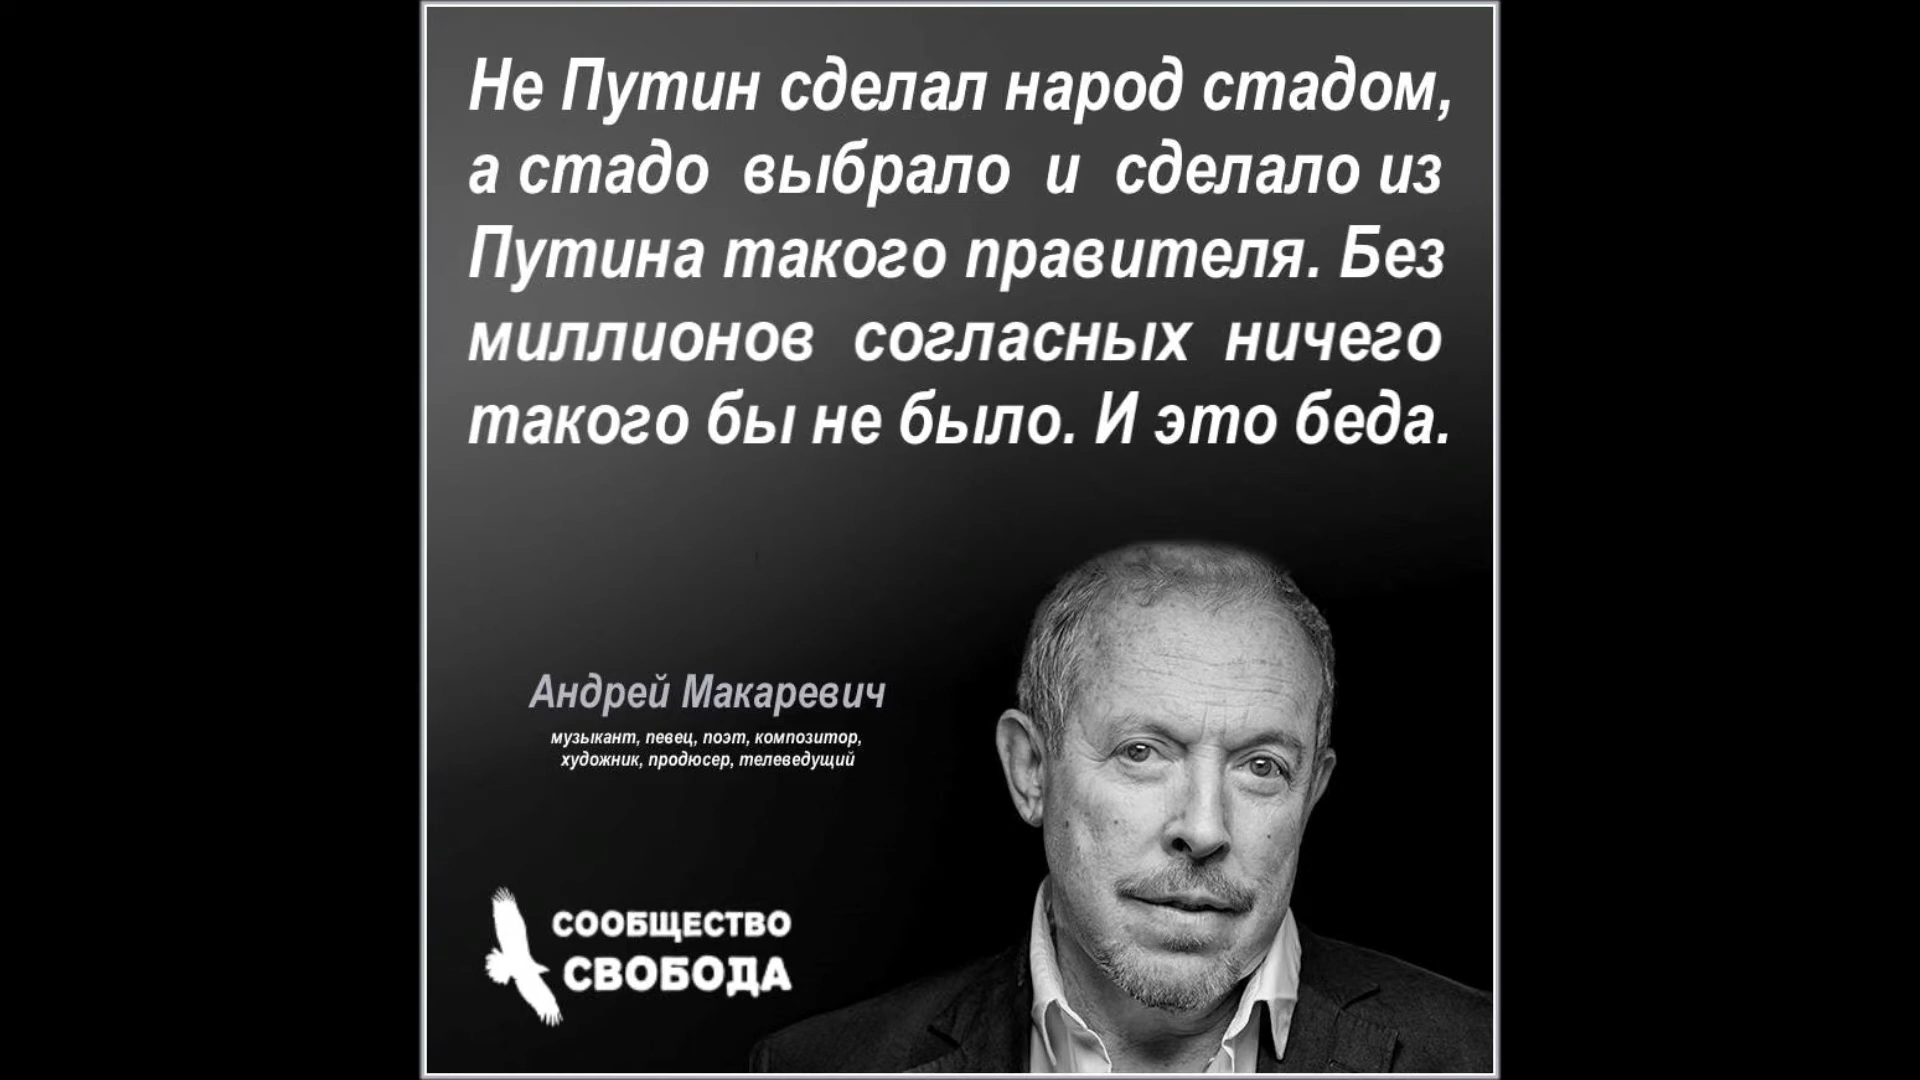 Не Путин сделал народ стадом,
а стадо выбрало и сделало из
Путина такого правителя. Без
миллионов согласных ничего
такого бы не было. И это беда.
Андрей Макаревич
музыкант, певец, поэт, композитор,
художник, продюсер, телеведущий
СООБЩЕСТВО
СВОБОДА